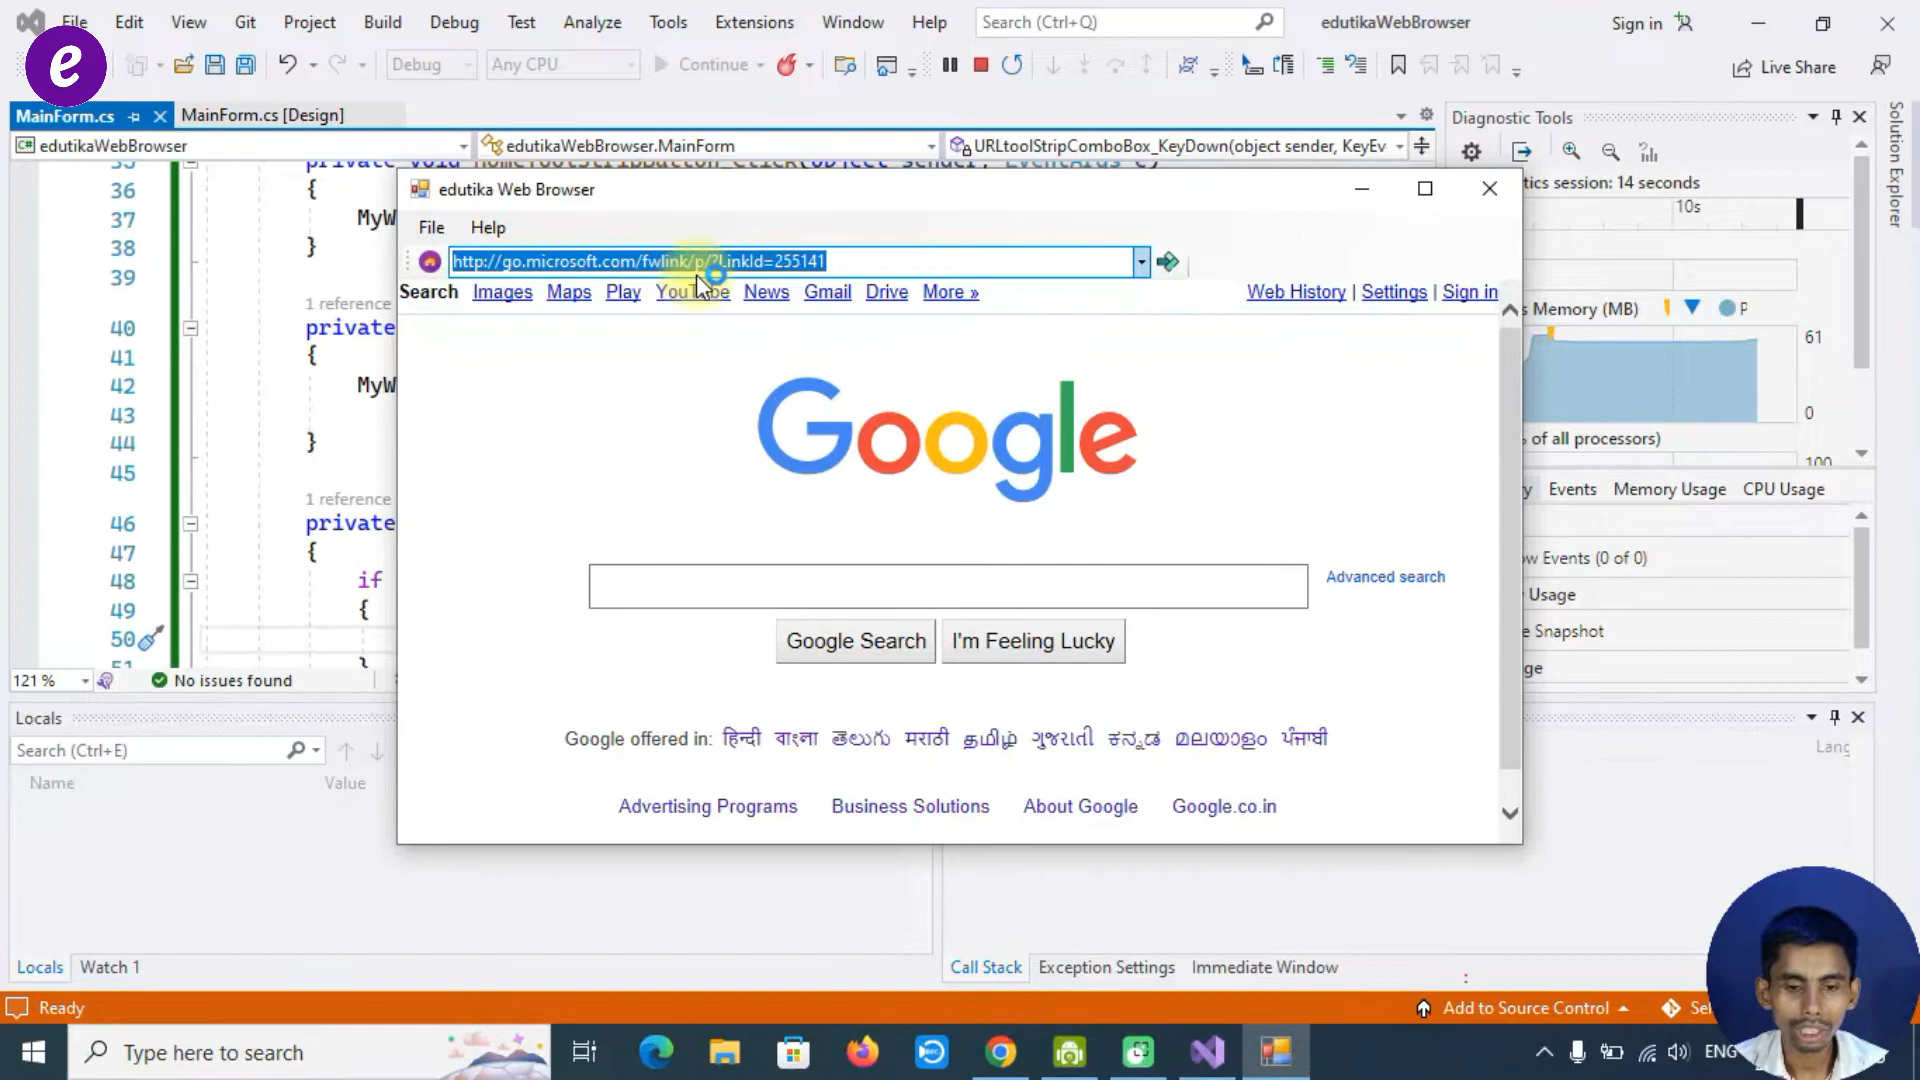 File Edit View Git Project Build Debug Test Analyze Tools Extensions Window Help Search (Ctrl+Q) edutikaWebBrowser Sign in
e
Debug Any CPU Continue Live Share
MainForm.cs MainForm.cs [Design] Diagnostic Tools
Solution Explorer
C# edutikaWebBrowser edutikaWebBrowser.MainForm URLtoolStripComboBox_KeyDown(object sender, KeyEv
36 {
37 MyW
38 }
39
1 reference
40 private
41 {
42 MyW
43
44 }
45
1 reference
46 private
47 {
48 if
49 {
50
51 }
edutika Web Browser
File Help
http://go.microsoft.com/fwlink/p/?LinkId=255141
Search Images Maps Play YouTube News Gmail Drive More » Web History | Settings | Sign in
Google
Advanced search
Google Search I'm Feeling Lucky
Google offered in: हिन्दी বাংলা తెలుగు मराठी தமிழ் ગુજરાતી ಕನ್ನಡ മലയാളം ਪੰਜਾਬੀ
Advertising Programs Business Solutions About Google Google.co.in
tics session: 14 seconds
10s
s Memory (MB) P
61
0
of all processors)
100
Events Memory Usage CPU Usage
ow Events (0 of 0)
Usage
e Snapshot
ge
121 % No issues found
Locals
Search (Ctrl+E)
Name Value
Lang
Locals Watch 1 Call Stack Exception Settings Immediate Window
Ready Add to Source Control Sel
Type here to search ENG